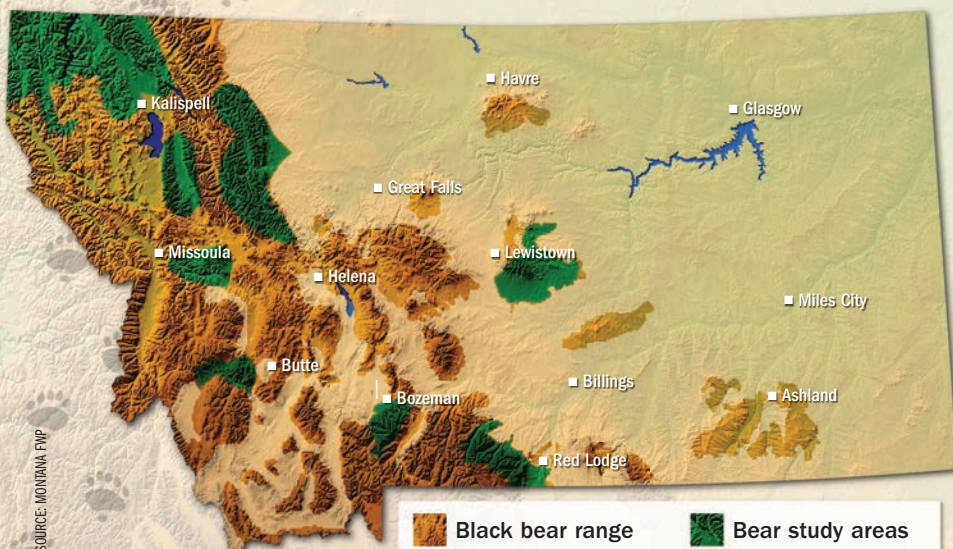 Havre
Kalispell
Glasgow
Great Falls
Missoula
Lewistown
Helena
Miles City
Butte
Billings
Bozeman
Ashland
Red Lodge
SOURCE: MONTANA FWP
Black bear range
Bear study areas